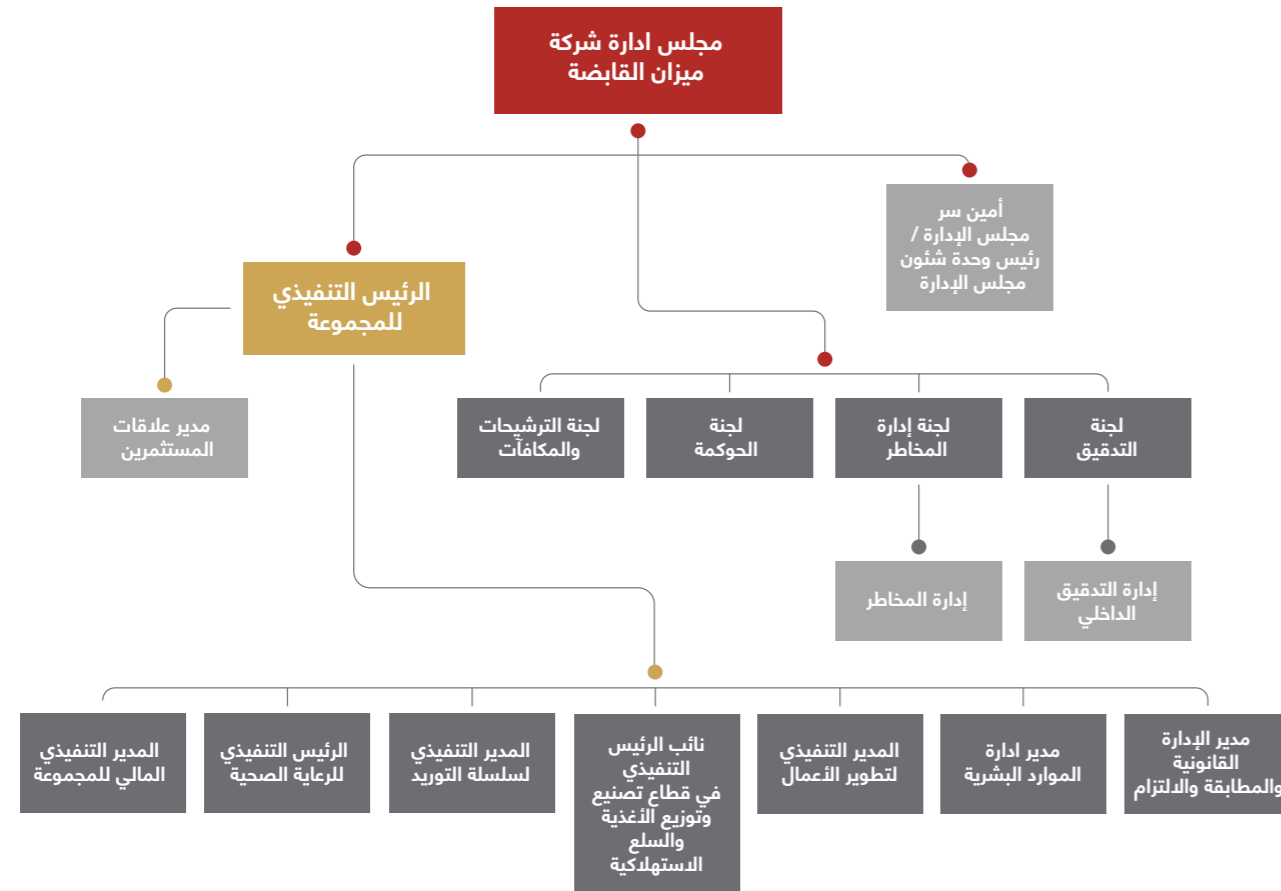 مجلس ادارة شركة
ميزان القابضة
أمين سر
مجلس الإدارة /
رئيس وحدة شئون
مجلس الإدارة
الرئيس التنفيذي
للمجموعة
مدير علاقات
المستثمرين
لجنة
التدقيق
لجنة إدارة
المخاطر
لجنة
الحوكمة
لجنة الترشيحات
والمكافآت
إدارة التدقيق
الداخلي
إدارة المخاطر
مدير الإدارة
القانونية
والمطابقة والالتزام
مدير ادارة
الموارد البشرية
المدير التنفيذي
لتطوير الأعمال
نائب الرئيس
التنفيذي
في قطاع تصنيع
وتوزيع الأغذية
والسلع
الاستهلاكية
المدير التنفيذي
لسلسلة التوريد
الرئيس التنفيذي
للرعاية الصحية
المدير التنفيذي
المالي للمجموعة